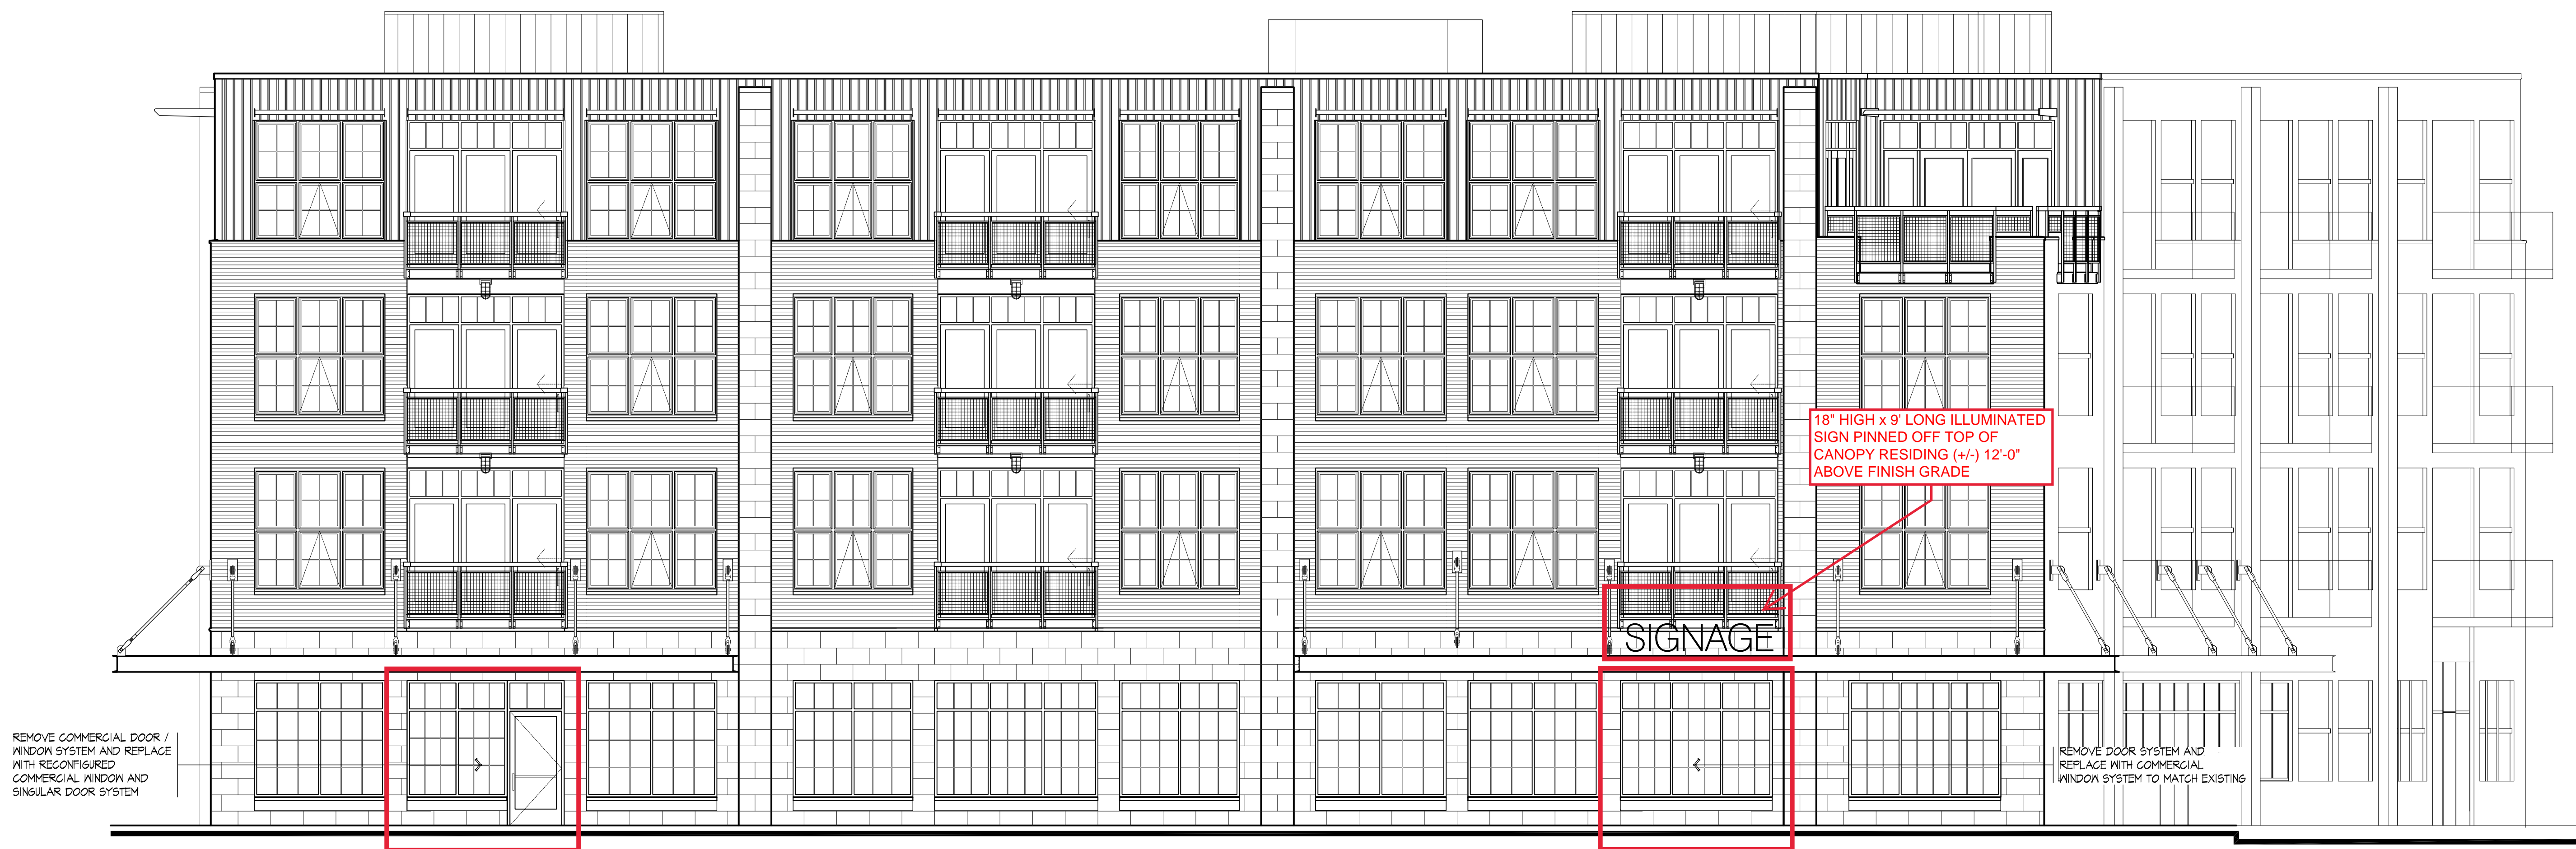 18" HIGH x 9' LONG ILLUMINATED
SIGN PINNED OFF TOP OF
CANOPY RESIDING (+/-) 12'-0"
ABOVE FINISH GRADE
SIGNAGE
REMOVE COMMERCIAL DOOR /
WINDOW SYSTEM AND REPLACE
WITH RECONFIGURED
COMMERCIAL WINDOW AND
SINGULAR DOOR SYSTEM
REMOVE DOOR SYSTEM AND
REPLACE WITH COMMERCIAL
WINDOW SYSTEM TO MATCH EXISTING